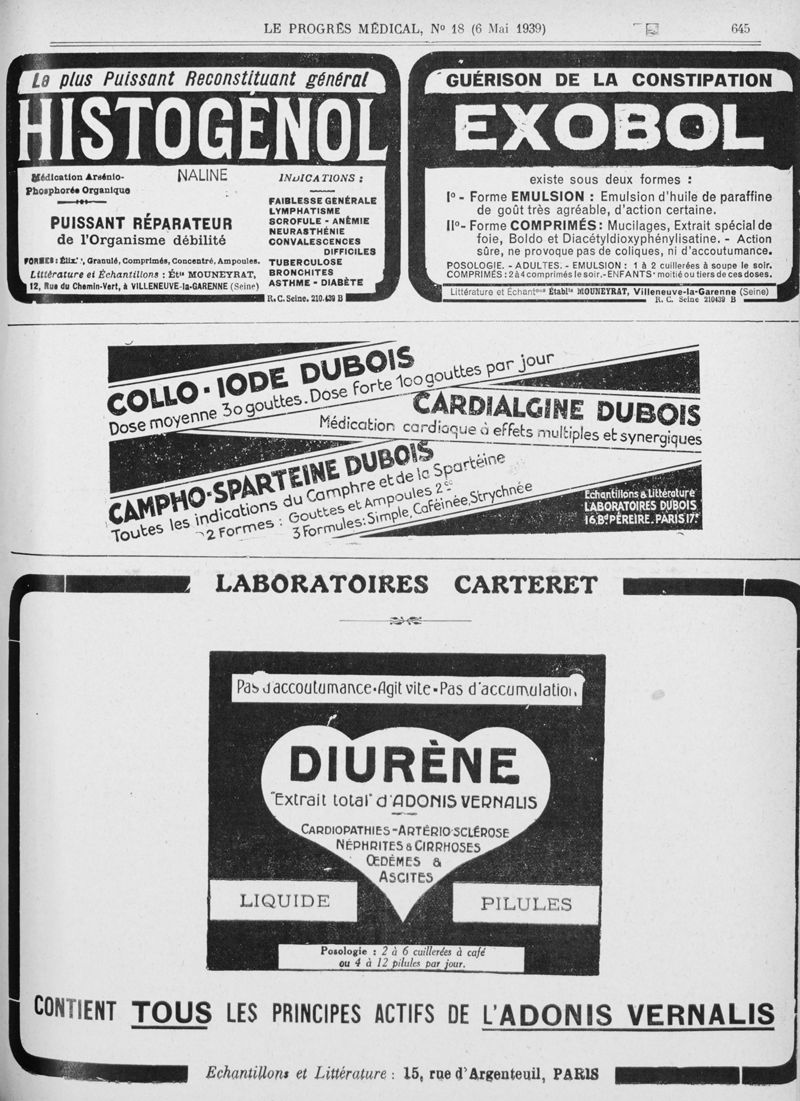 LE PROGRÈS MÉDICAL, Nº 18 (6 Mai 1939)
645
Le plus Puissant Reconstituant général
HISTOGÉNOL
Médication Arsénio-
Phosphorée Organique
NALINE
PUISSANT RÉPARATEUR
de l'Organisme débilité
FORMES: Élix', Granulé, Comprimés, Concentré, Ampoules.
Littérature et Échantillons : Éts MOUNEYRAT,
12, Rue du Chemin-Vert, à VILLENEUVE-la-GARENNE (Seine)
INDICATIONS :
FAIBLESSE GÉNÉRALE
LYMPHATISME
SCROFULE - ANÉMIE
NEURASTHÉNIE
CONVALESCENCES
DIFFICILES
TUBERCULOSE
BRONCHITES
ASTHME - DIABÈTE
R.C. Seine, 210.439 B
GUÉRISON DE LA CONSTIPATION
EXOBOL
existe sous deux formes :
Iº - Forme EMULSION : Emulsion d'huile de paraffine
de goût très agréable, d'action certaine.
IIº- Forme COMPRIMÉS: Mucilages, Extrait spécial de
foie, Boldo et Diacétyldioxyphénylisatine. - Action
sûre, ne provoque pas de coliques, ni d'accoutumance.
POSOLOGIE. - ADULTES. - EMULSION : 1 à 2 cuillerées à soupe le soir.
COMPRIMÉS: 2 à 4 comprimés le soir. - ENFANTS: moitié ou tiers de ces doses.
Littérature et Échantons Établts MOUNEYRAT, Villeneuve-la-Garenne (Seine)
R. C. Seine 210439 B
COLLO-IODE DUBOIS
Dose moyenne 30 gouttes. Dose forte 100 gouttes par jour
CARDIALGINE DUBOIS
Médication cardiaque à effets multiples et synergiques
CAMPHO-SPARTEINE DUBOIS
Toutes les indications du Camphre et de la Spartéine
2 Formes : Gouttes et Ampoules 2cc
3 Formules: Simple, Caféinée, Strychnée
Echantillons & Littérature
LABORATOIRES DUBOIS
16, Bd PÉREIRE. PARIS 17e
LABORATOIRES CARTERET
Pas d'accoutumance•Agit vite•Pas d'accumulation
DIURÈNE
"Extrait total" d'ADONIS VERNALIS
CARDIOPATHIES-ARTÉRIO-SCLÉROSE
NÉPHRITES & CIRRHOSES
ŒDÈMES &
ASCITES
LIQUIDE
PILULES
Posologie : 2 à 6 cuillerées à café
ou 4 à 12 pilules par jour.
CONTIENT TOUS LES PRINCIPES ACTIFS DE L'ADONIS VERNALIS
Echantillons et Littérature : 15, rue d'Argenteuil, PARIS